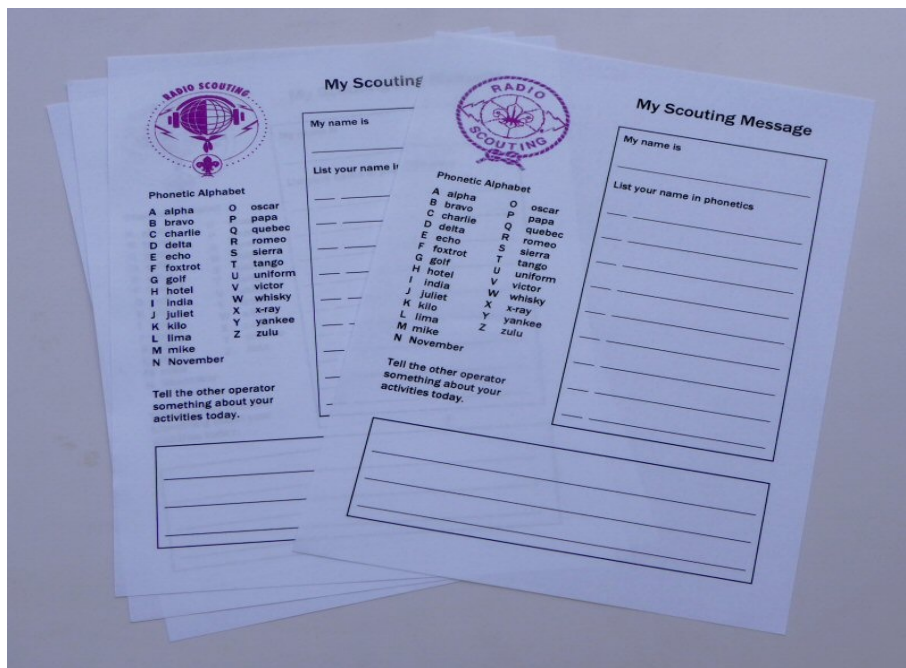 RADIO SCOUTING
My Scouting
My name is
List your name i
Phonetic Alphabet
A alpha
B bravo
C charlie
D delta
E echo
F foxtrot
G golf
H hotel
I india
J juliet
K kilo
L lima
M mike
N November
O oscar
P papa
Q quebec
R romeo
S sierra
T tango
U uniform
V victor
W whisky
X x-ray
Y yankee
Z zulu
Tell the other operator
something about your
activities today.
RADIO
SCOUTING
My Scouting Message
My name is
List your name in phonetics
Phonetic Alphabet
A alpha
B bravo
C charlie
D delta
E echo
F foxtrot
G golf
H hotel
I india
J juliet
K kilo
L lima
M mike
N November
O oscar
P papa
Q quebec
R romeo
S sierra
T tango
U uniform
V victor
W whisky
X x-ray
Y yankee
Z zulu
Tell the other operator
something about your
activities today.